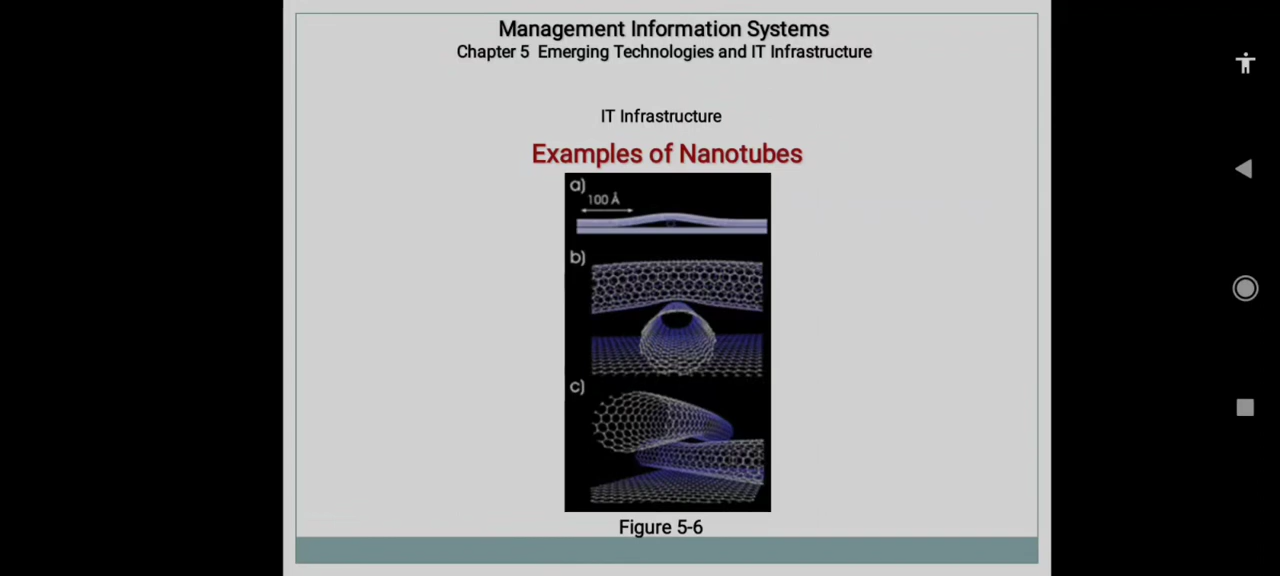 Management Information Systems
Chapter 5 Emerging Technologies and IT Infrastructure
IT Infrastructure
Examples of Nanotubes
a)
100 Å
b)
c)
Figure 5-6